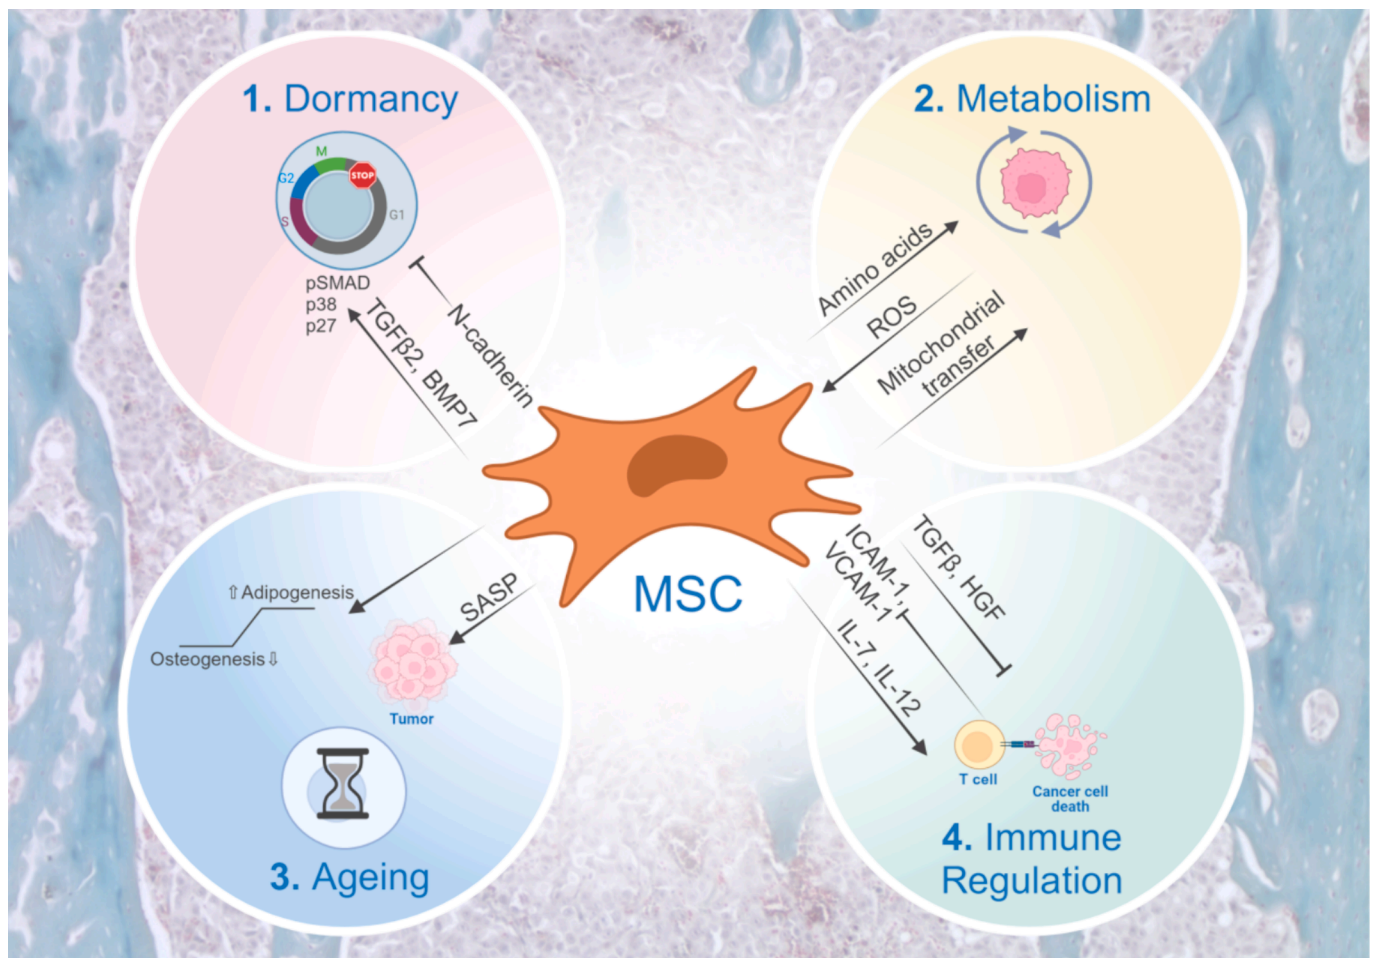 1. Dormancy
M
STOP
G2
S
G1
pSMAD
p38
p27
TGFβ2, BMP7
N-cadherin
2. Metabolism
Amino acids
ROS
Mitochondrial
transfer
MSC
⇧Adipogenesis
Osteogenesis⇩
SASP
Tumor
3. Ageing
TGFβ, HGF
ICAM-1,
VCAM-1
IL-7, IL-12
T cell
Cancer cell
death
4. Immune
Regulation